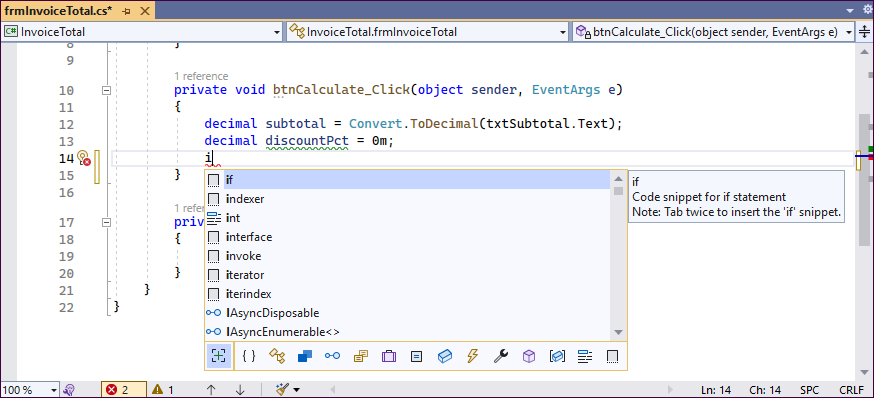 frmInvoiceTotal.cs*
InvoiceTotal
InvoiceTotal.frmInvoiceTotal
btnCalculate_Click(object sender, EventArgs e)
8 }
9
1 reference
10 private void btnCalculate_Click(object sender, EventArgs e)
11 {
12 decimal subtotal = Convert.ToDecimal(txtSubtotal.Text);
13 decimal discountPct = 0m;
14 i
15 }
16
1 refe
17 priv
18 {
19
20 }
21 }
22 }
if
indexer
int
interface
invoke
iterator
iterindex
IAsyncDisposable
IAsyncEnumerable<>
if
Code snippet for if statement
Note: Tab twice to insert the 'if' snippet.
100 %
2
1
Ln: 14
Ch: 14
SPC
CRLF